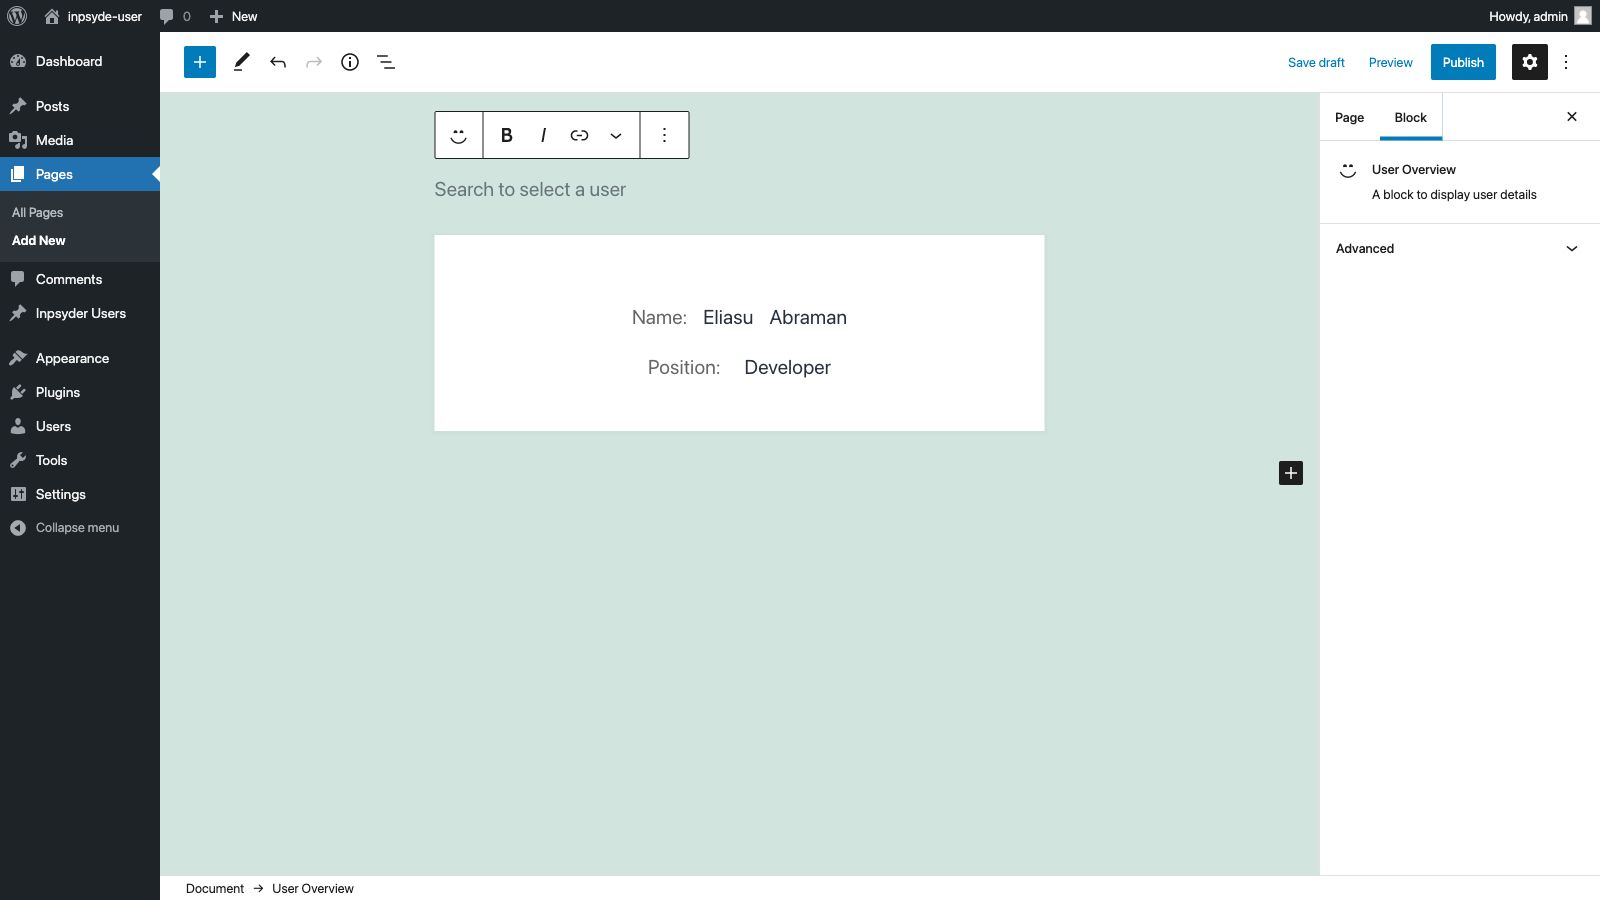 inpsyde-user 0 New Howdy, admin
Dashboard
Posts
Media
Pages
All Pages
Add New
Comments
Inpsyder Users
Appearance
Plugins
Users
Tools
Settings
Collapse menu
Save draft Preview Publish
B I
Search to select a user
Name: Eliasu Abraman
Position: Developer
Page Block
User Overview
A block to display user details
Advanced
Document → User Overview